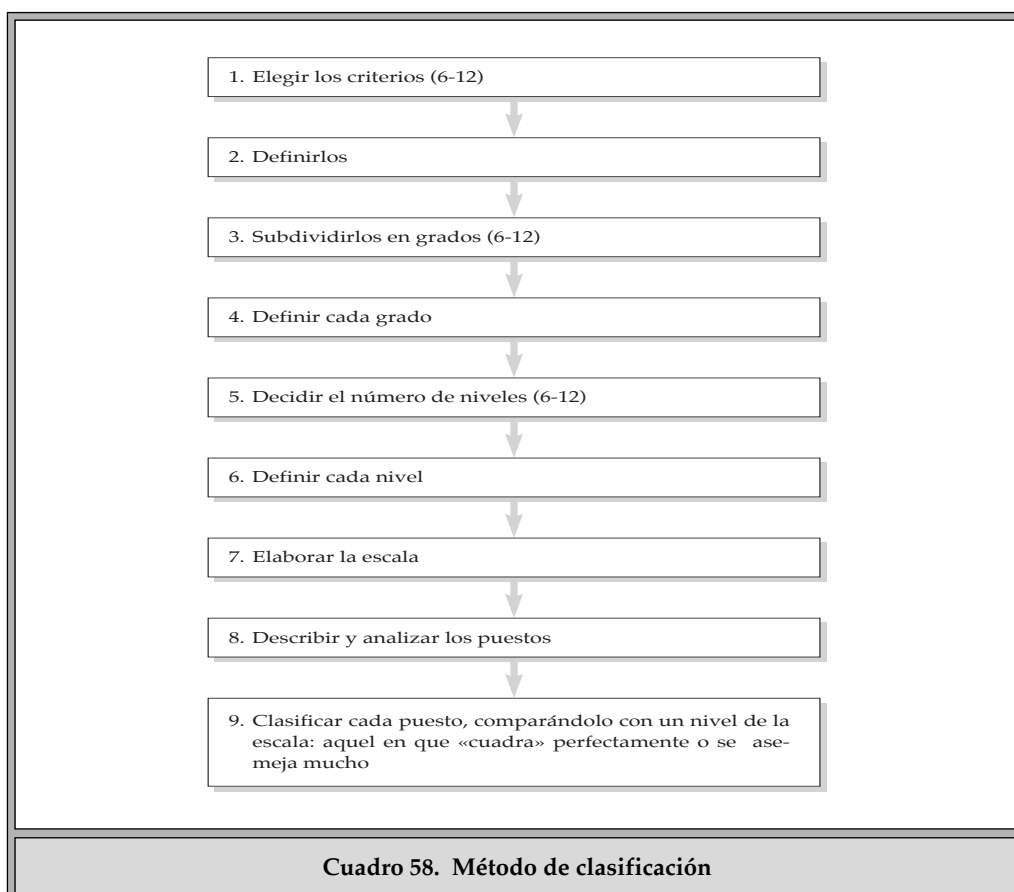 1. Elegir los criterios (6-12)
2. Definirlos
3. Subdividirlos en grados (6-12)
4. Definir cada grado
5. Decidir el número de niveles (6-12)
6. Definir cada nivel
7. Elaborar la escala
8. Describir y analizar los puestos
9. Clasificar cada puesto, comparándolo con un nivel de la
escala: aquel en que «cuadra» perfectamente o se ase-
meja mucho
Cuadro 58. Método de clasificación